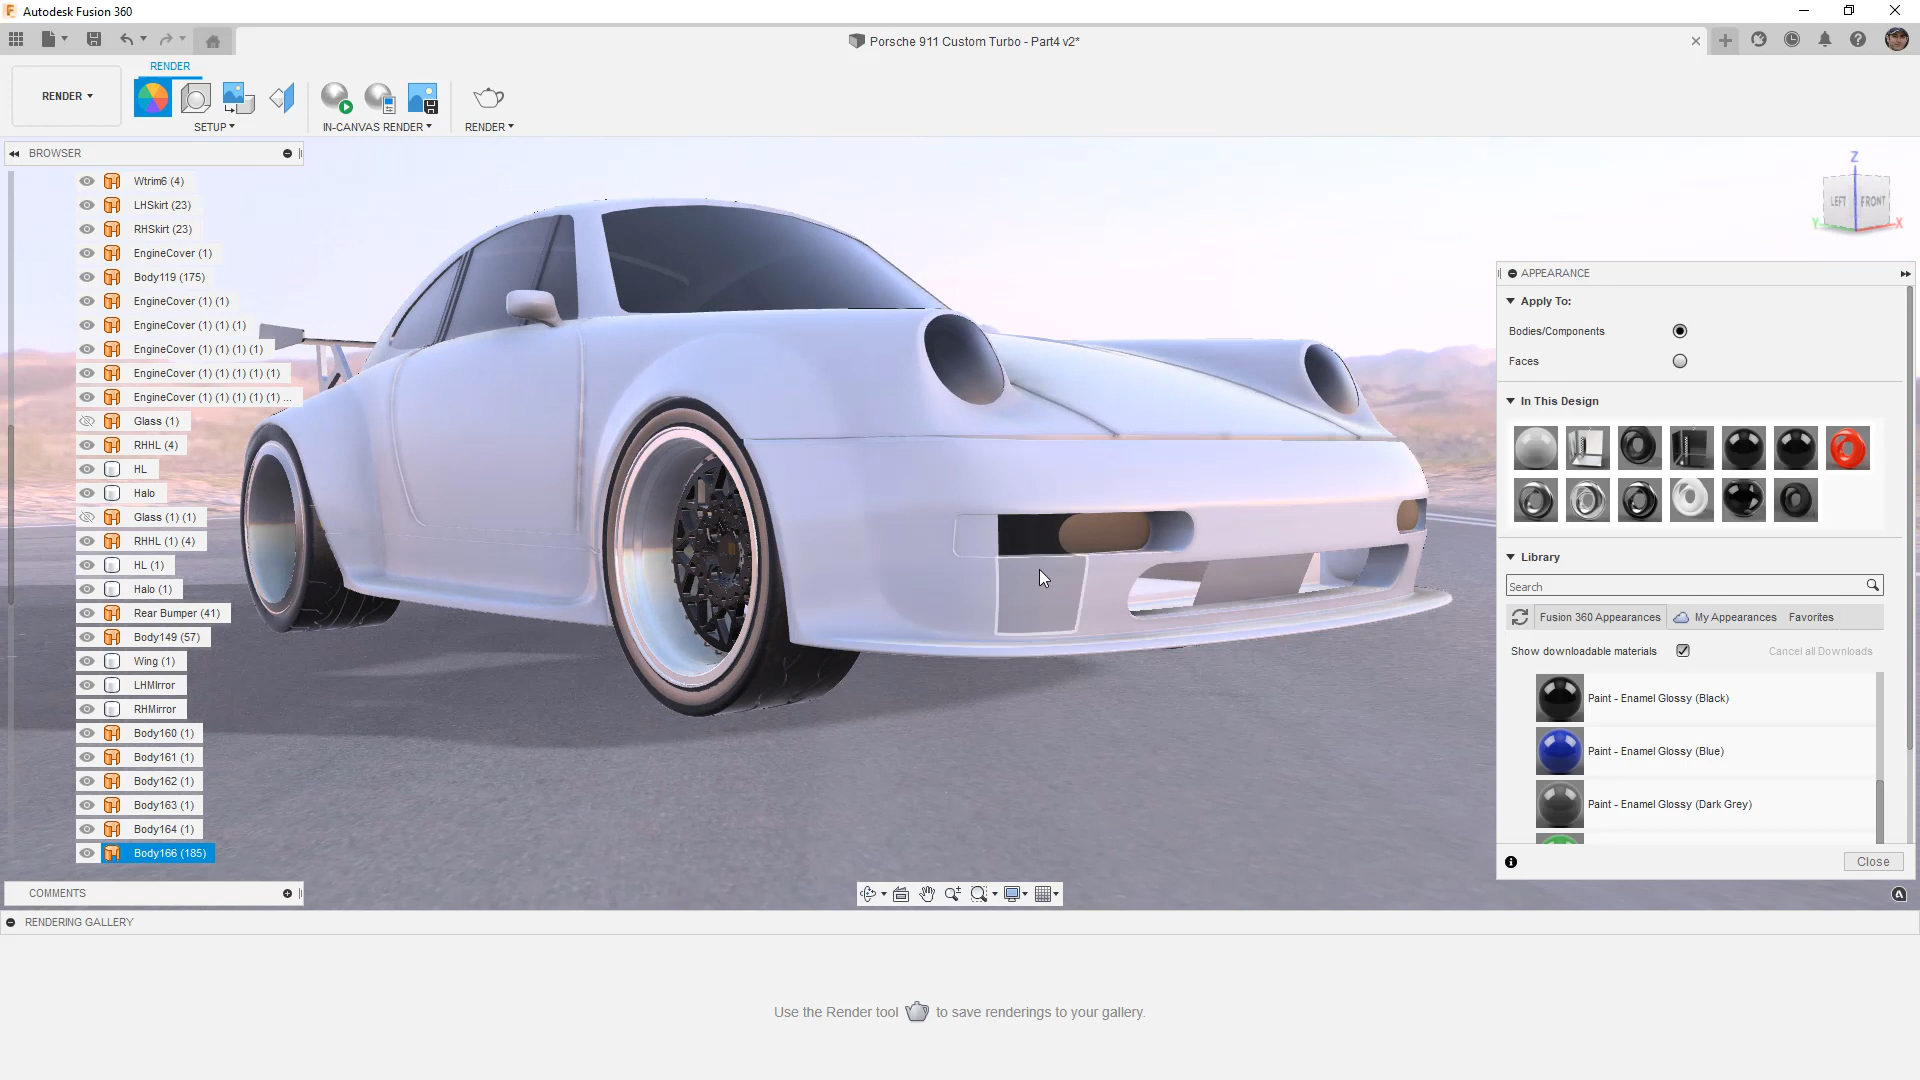 Autodesk Fusion 360
Porsche 911 Custom Turbo - Part4 v2*
RENDER
RENDER
SETUP
IN-CANVAS RENDER
RENDER
BROWSER
Wtrim6 (4)
LHSkirt (23)
RHSkirt (23)
EngineCover (1)
Body119 (175)
EngineCover (1) (1)
EngineCover (1) (1) (1)
EngineCover (1) (1) (1) (1)
EngineCover (1) (1) (1) (1) (1)
EngineCover (1) (1) (1) (1) (1) ...
Glass (1)
RHHL (4)
HL
Halo
Glass (1) (1)
RHHL (1) (4)
HL (1)
Halo (1)
Rear Bumper (41)
Body149 (57)
Wing (1)
LHMIrror
RHMirror
Body160 (1)
Body161 (1)
Body162 (1)
Body163 (1)
Body164 (1)
Body166 (185)
COMMENTS
RENDERING GALLERY
Use the Render tool to save renderings to your gallery.
Z
LEFT FRONT
Y X
APPEARANCE
Apply To:
Bodies/Components
Faces
In This Design
Library
Search
Fusion 360 Appearances My Appearances Favorites
Show downloadable materials Cancel all Downloads
Paint - Enamel Glossy (Black)
Paint - Enamel Glossy (Blue)
Paint - Enamel Glossy (Dark Grey)
Close